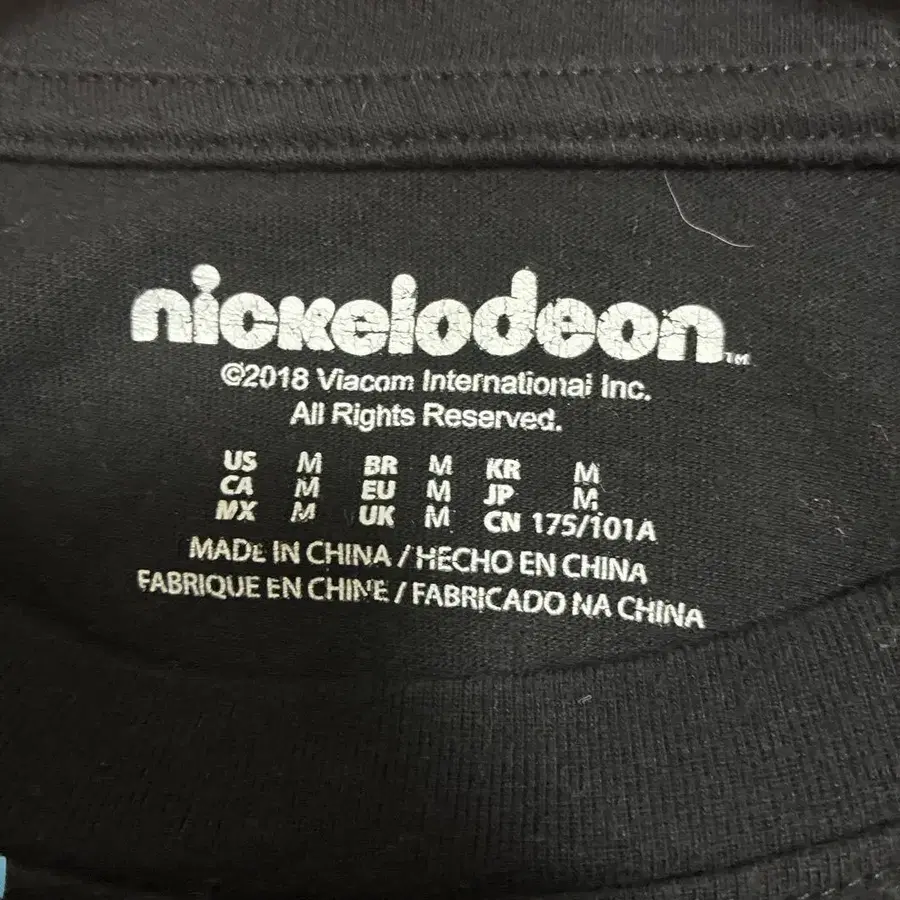 nickelodeon™
©2018 Viacom International Inc.
All Rights Reserved.
US M BR M KR M
CA M EU M JP M
MX M UK M CN 175/101A
MADE IN CHINA / HECHO EN CHINA
FABRIQUE EN CHINE / FABRICADO NA CHINA